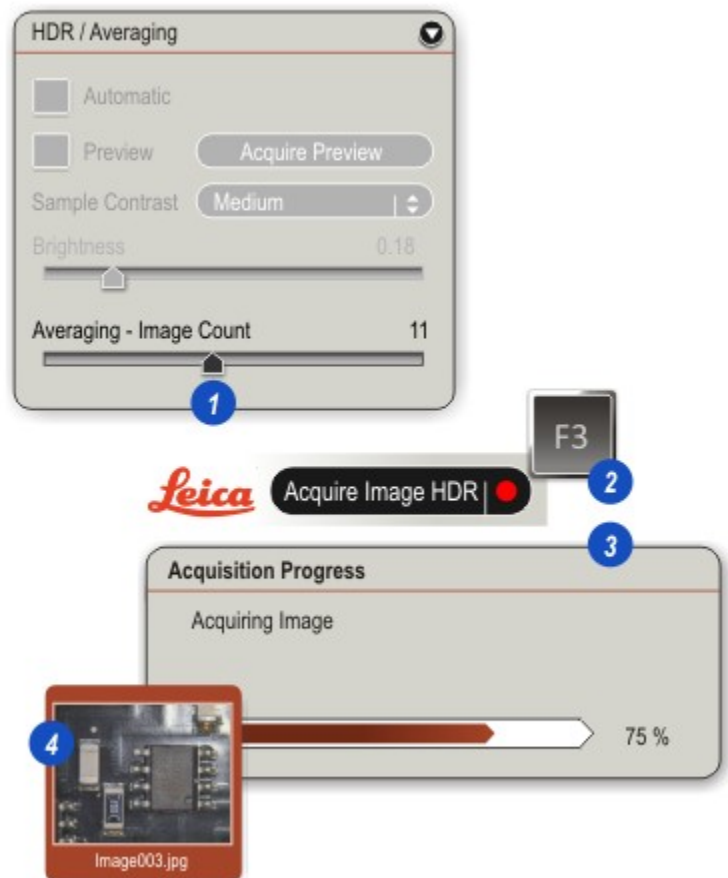 HDR / Averaging
Automatic
Preview Acquire Preview
Sample Contrast Medium
Brightness 0.18
Averaging - Image Count 11
1
F3
2
Leica Acquire Image HDR
3
Acquisition Progress
Acquiring Image
4
75 %
Image003.jpg